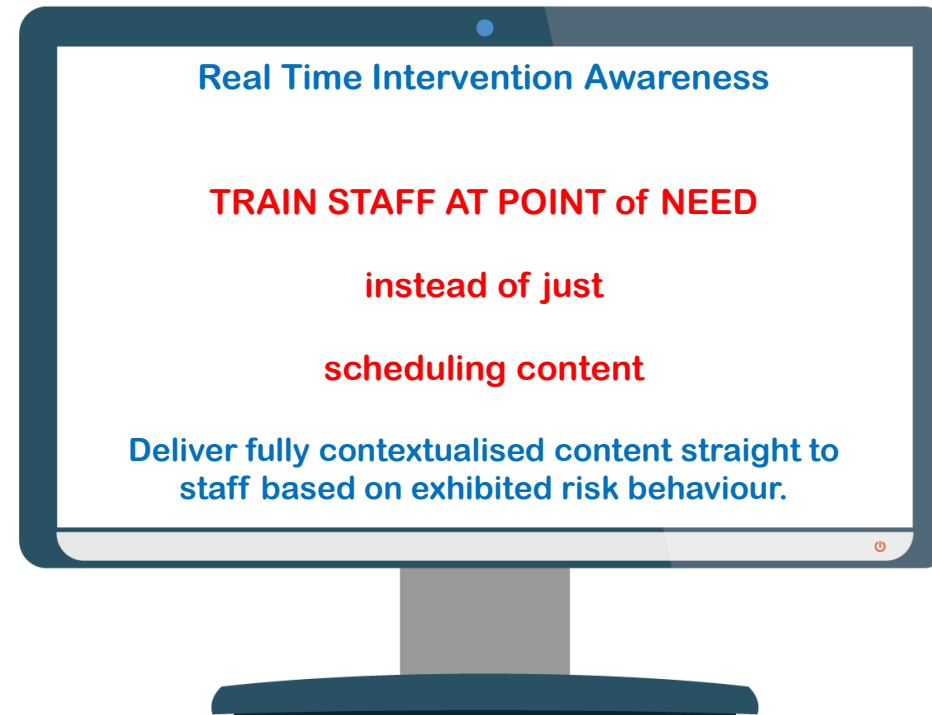 Real Time Intervention Awareness
TRAIN STAFF AT POINT of NEED
instead of just
scheduling content
Deliver fully contextualised content straight to
staff based on exhibited risk behaviour.